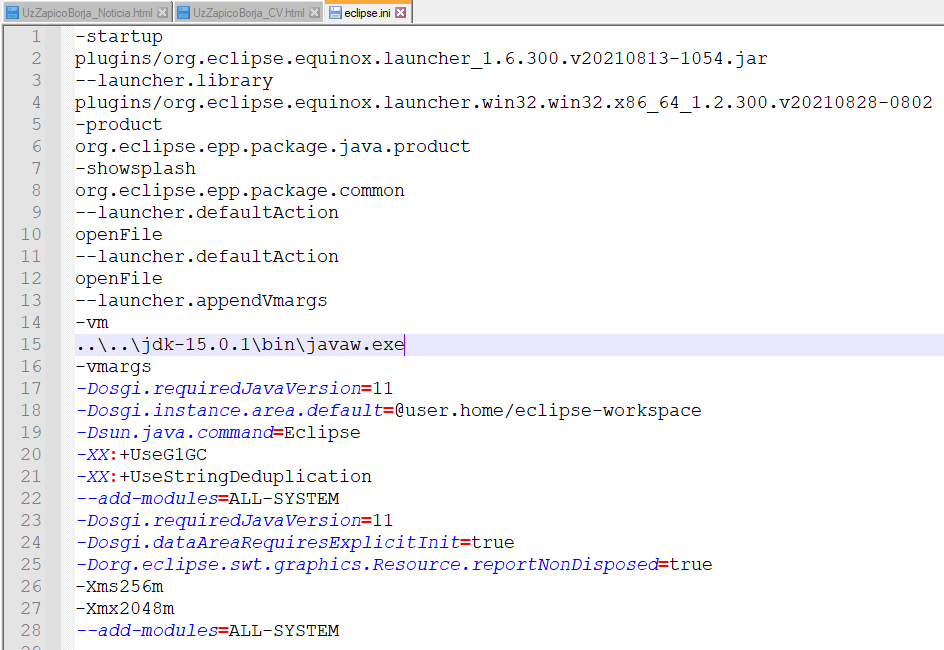 UzZapicoBorja_Noticia.html UzZapicoBorja_CV.html eclipse.ini
1 -startup
2 plugins/org.eclipse.equinox.launcher_1.6.300.v20210813-1054.jar
3 --launcher.library
4 plugins/org.eclipse.equinox.launcher.win32.win32.x86_64_1.2.300.v20210828-0802
5 -product
6 org.eclipse.epp.package.java.product
7 -showsplash
8 org.eclipse.epp.package.common
9 --launcher.defaultAction
10 openFile
11 --launcher.defaultAction
12 openFile
13 --launcher.appendVmargs
14 -vm
15 ..\..\jdk-15.0.1\bin\javaw.exe
16 -vmargs
17 -Dosgi.requiredJavaVersion=11
18 -Dosgi.instance.area.default=@user.home/eclipse-workspace
19 -Dsun.java.command=Eclipse
20 -XX:+UseG1GC
21 -XX:+UseStringDeduplication
22 --add-modules=ALL-SYSTEM
23 -Dosgi.requiredJavaVersion=11
24 -Dosgi.dataAreaRequiresExplicitInit=true
25 -Dorg.eclipse.swt.graphics.Resource.reportNonDisposed=true
26 -Xms256m
27 -Xmx2048m
28 --add-modules=ALL-SYSTEM